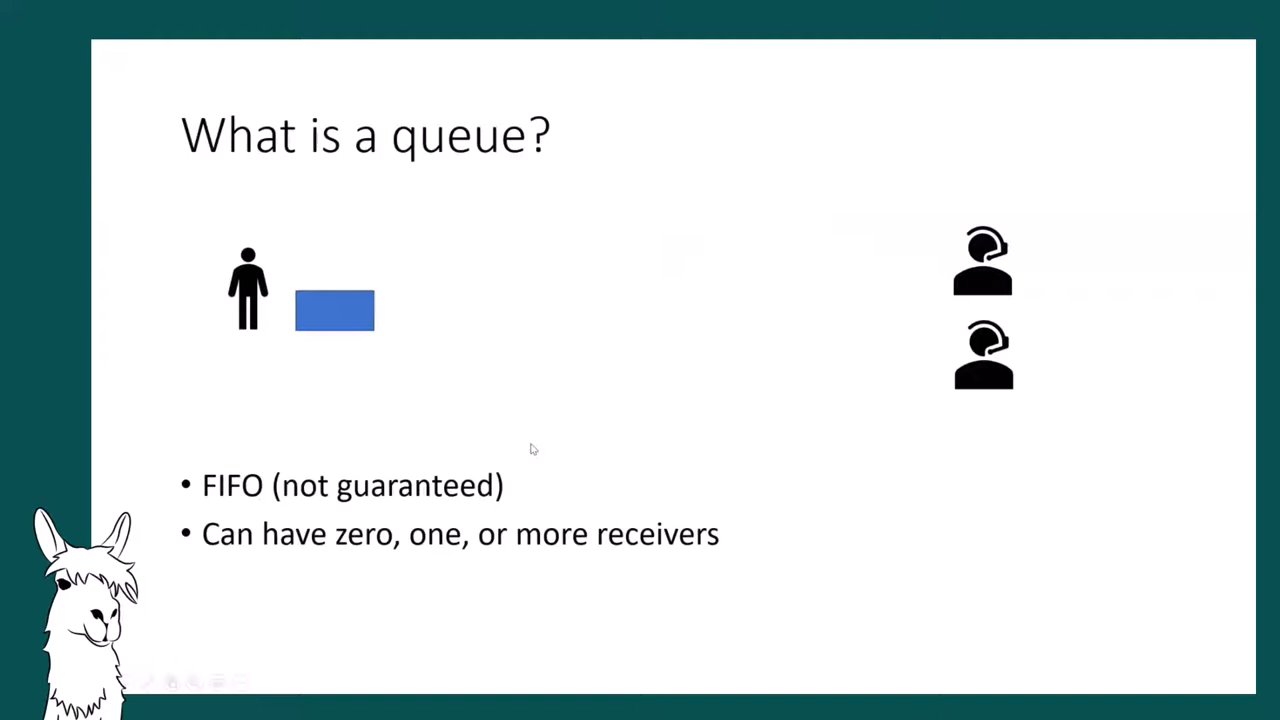 What is a queue?
• FIFO (not guaranteed)
• Can have zero, one, or more receivers